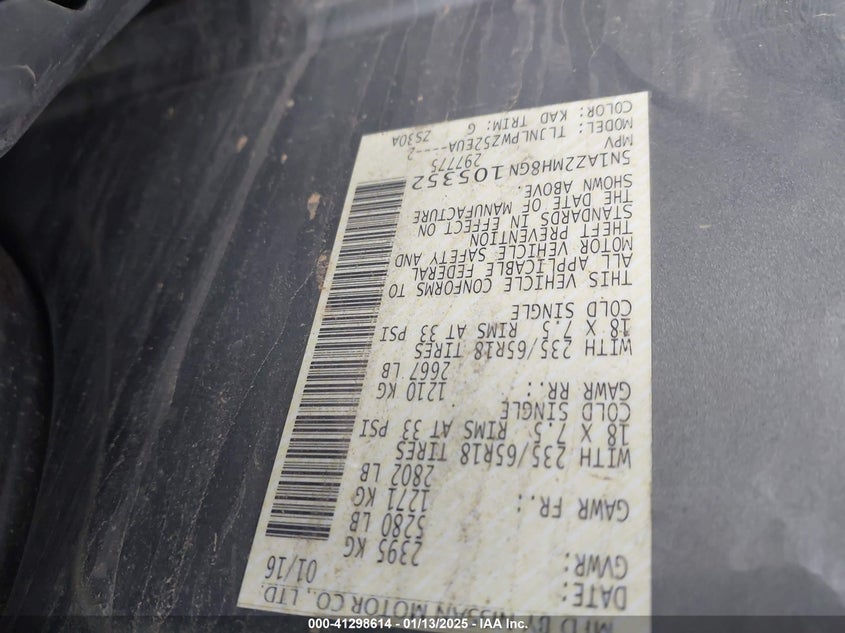 MFD BY NISSAN MOTOR CO., LTD.
DATE: 01/16
GVWR: 2395 KG
5280 LB
GAWR FR.: 1271 KG
2802 LB
WITH 235/65R18 TIRES
18 X 7.5 RIMS AT 33 PSI
COLD SINGLE
GAWR RR.: 1210 KG
2667 LB
WITH 235/65R18 TIRES
18 X 7.5 RIMS AT 33 PSI
COLD SINGLE
THIS VEHICLE CONFORMS TO
ALL APPLICABLE FEDERAL
MOTOR VEHICLE SAFETY AND
THEFT PREVENTION
STANDARDS IN EFFECT ON
THE DATE OF MANUFACTURE
SHOWN ABOVE.
5N1AZ2MH8GN105352
297775
MPV
MODEL: TL3NLPWZ52EUA----2
COLOR: KAD TRIM: G ZS30A
000-41298614 - 01/13/2025 - IAA Inc.